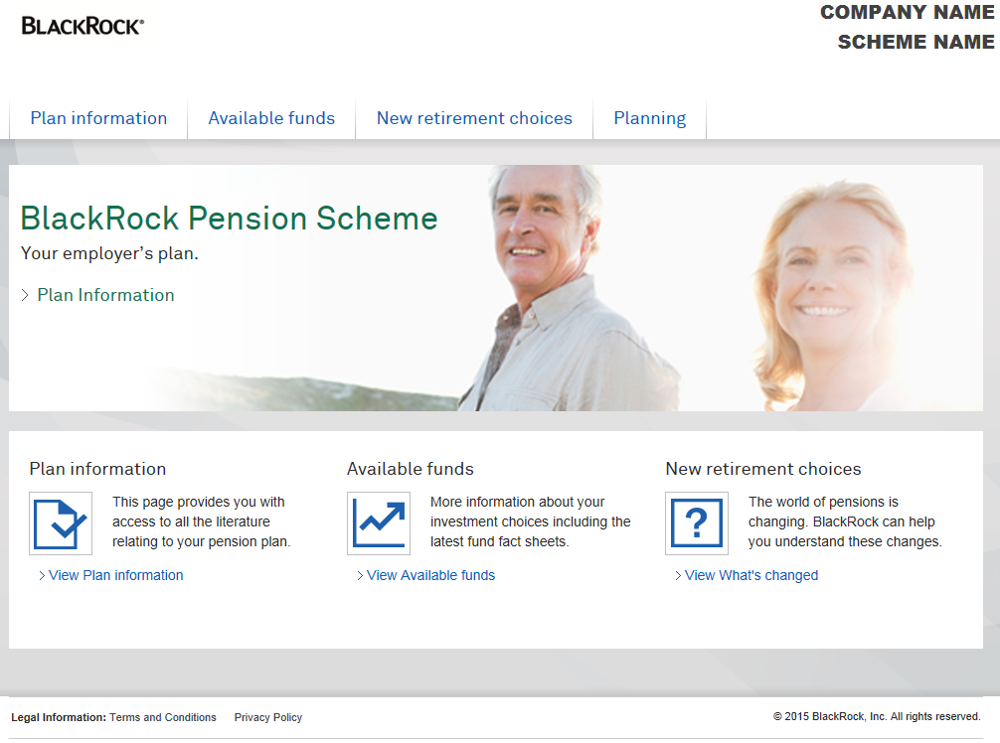 BLACKROCK®
COMPANY NAME
SCHEME NAME
Plan information
Available funds
New retirement choices
Planning
BlackRock Pension Scheme
Your employer’s plan.
> Plan Information
Plan information
This page provides you with
access to all the literature
relating to your pension plan.
> View Plan information
Available funds
More information about your
investment choices including the
latest fund fact sheets.
> View Available funds
New retirement choices
?
The world of pensions is
changing. BlackRock can help
you understand these changes.
> View What's changed
Legal Information: Terms and Conditions Privacy Policy
© 2015 BlackRock, Inc. All rights reserved.